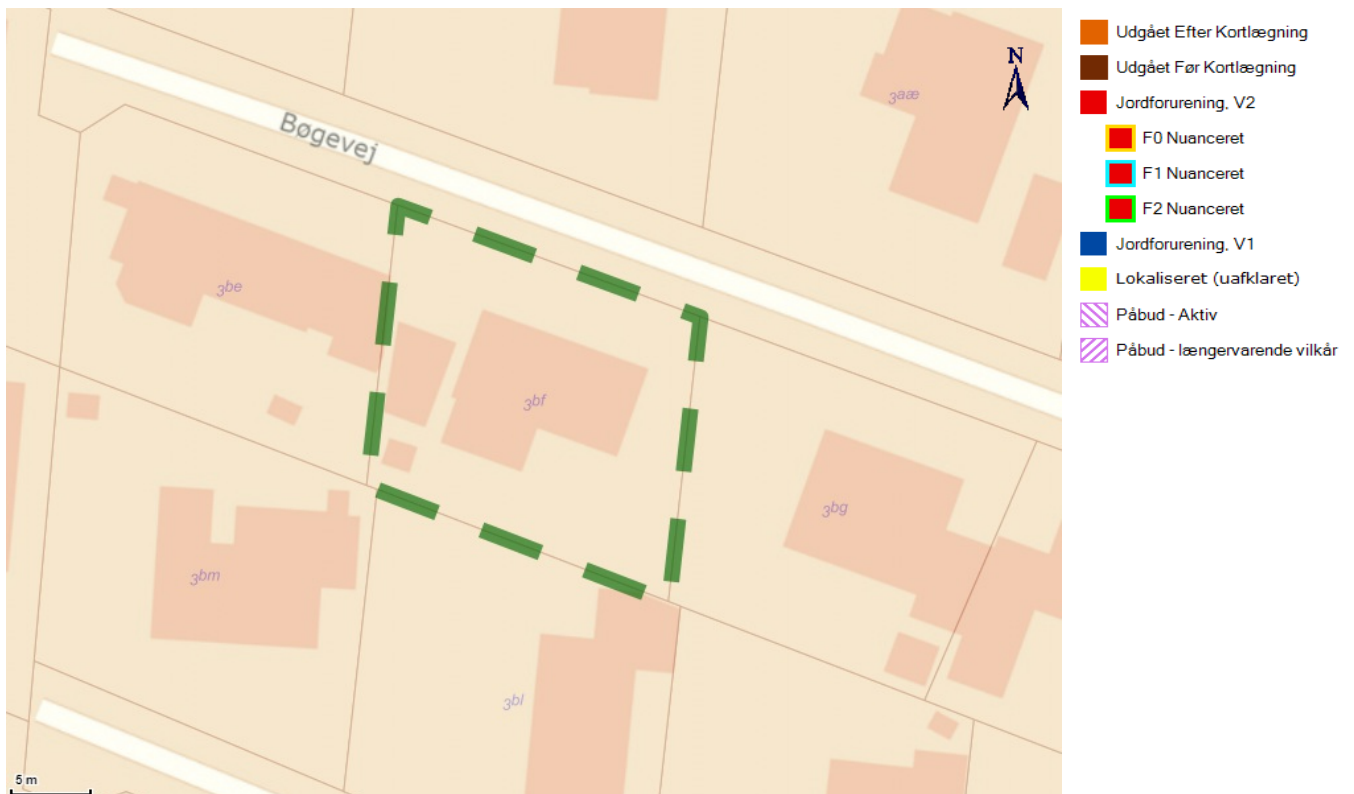 Bøgevej
N
3aææ
3be
3bf
3bg
3bm
3bl
5 m
Udgået Efter Kortlægning
Udgået Før Kortlægning
Jordforurening, V2
F0 Nuanceret
F1 Nuanceret
F2 Nuanceret
Jordforurening, V1
Lokaliseret (uafklaret)
Påbud - Aktiv
Påbud - længervarende vilkår